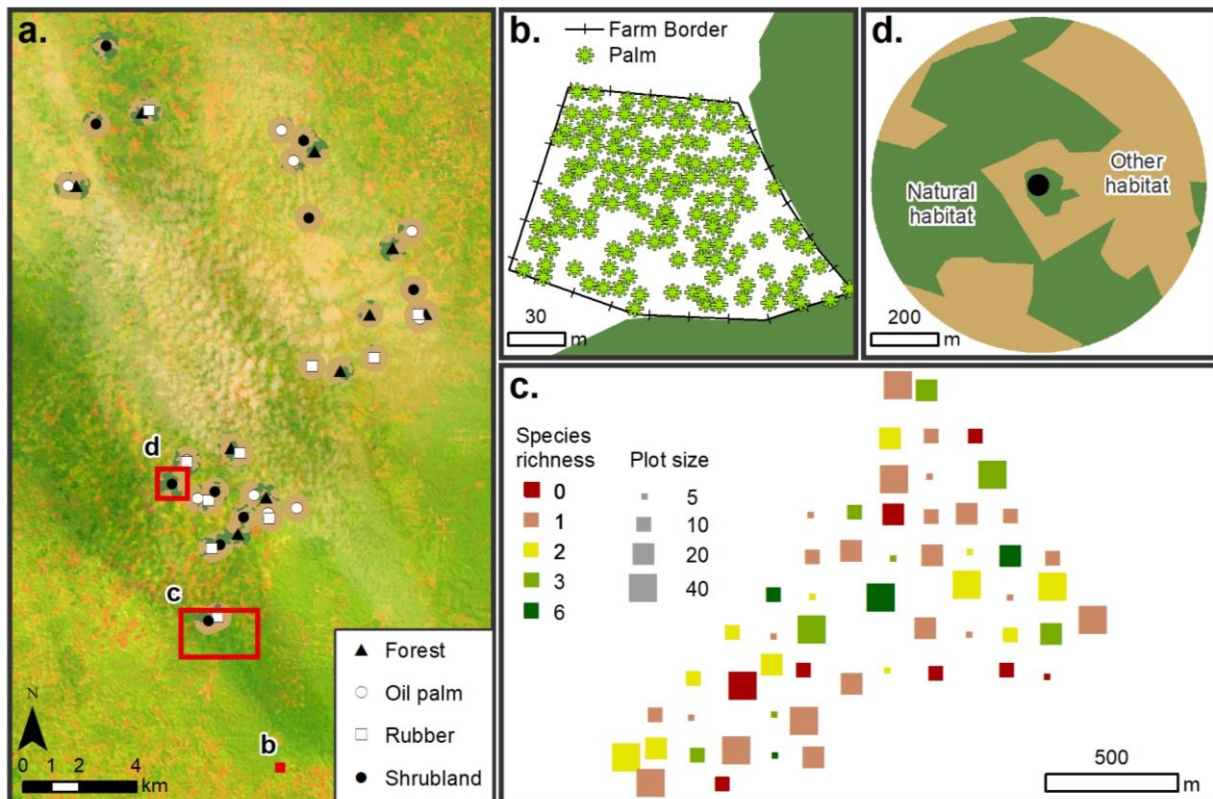 a.
d
c
b
N
0 2 4
km
Forest
Oil palm
Rubber
Shrubland
b.
Farm Border
Palm
30
m
d.
Natural
habitat
Other
habitat
200
m
c.
Species
richness
0
1
2
3
6
Plot size
5
10
20
40
500
m